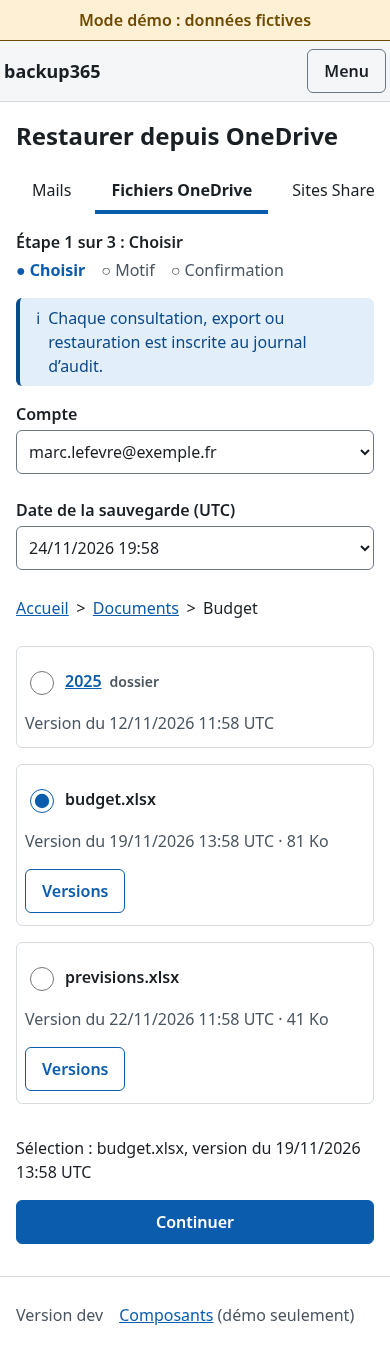 Mode démo : données fictives
backup365
Menu
Restaurer depuis OneDrive
Mails
Fichiers OneDrive
Sites Share
Étape 1 sur 3 : Choisir
● Choisir ○ Motif ○ Confirmation
i Chaque consultation, export ou
restauration est inscrite au journal
d’audit.
Compte
marc.lefevre@exemple.fr
Date de la sauvegarde (UTC)
24/11/2026 19:58
Accueil > Documents > Budget
2025 dossier
Version du 12/11/2026 11:58 UTC
budget.xlsx
Version du 19/11/2026 13:58 UTC · 81 Ko
Versions
previsions.xlsx
Version du 22/11/2026 11:58 UTC · 41 Ko
Versions
Sélection : budget.xlsx, version du 19/11/2026
13:58 UTC
Continuer
Version dev Composants (démo seulement)